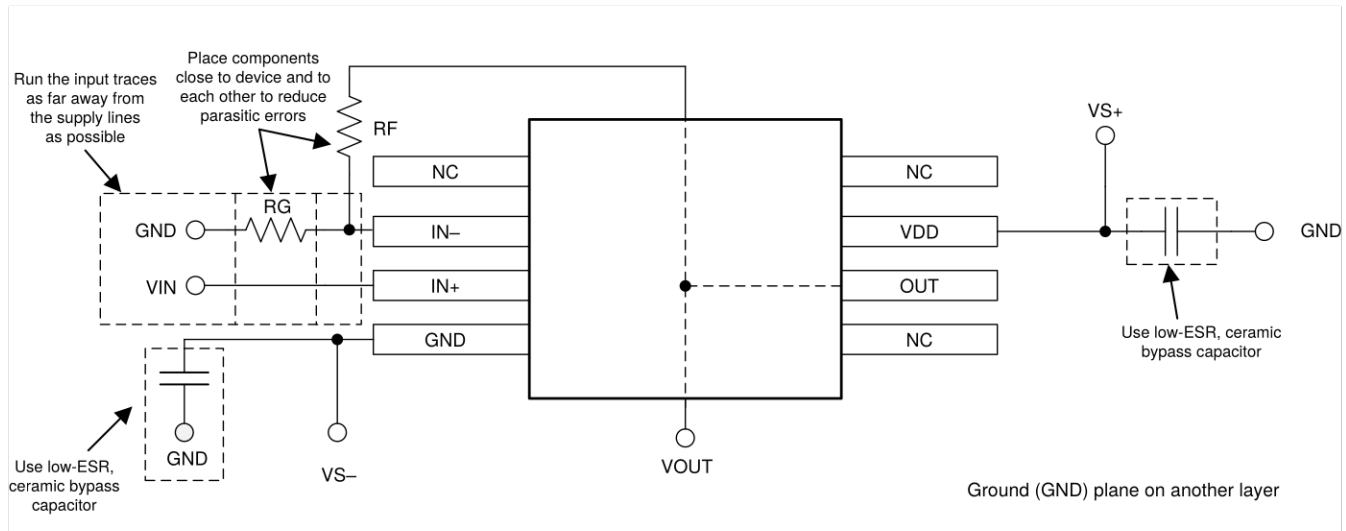 Place components
close to device and to
each other to reduce
parasitic errors
Run the input traces
as far away from
the supply lines
as possible
RF
VS+
NC
NC
RG
GND
IN–
VDD
GND
VIN
IN+
OUT
GND
NC
Use low-ESR, ceramic
bypass capacitor
GND
Use low-ESR,
ceramic bypass
capacitor
VS–
VOUT
Ground (GND) plane on another layer